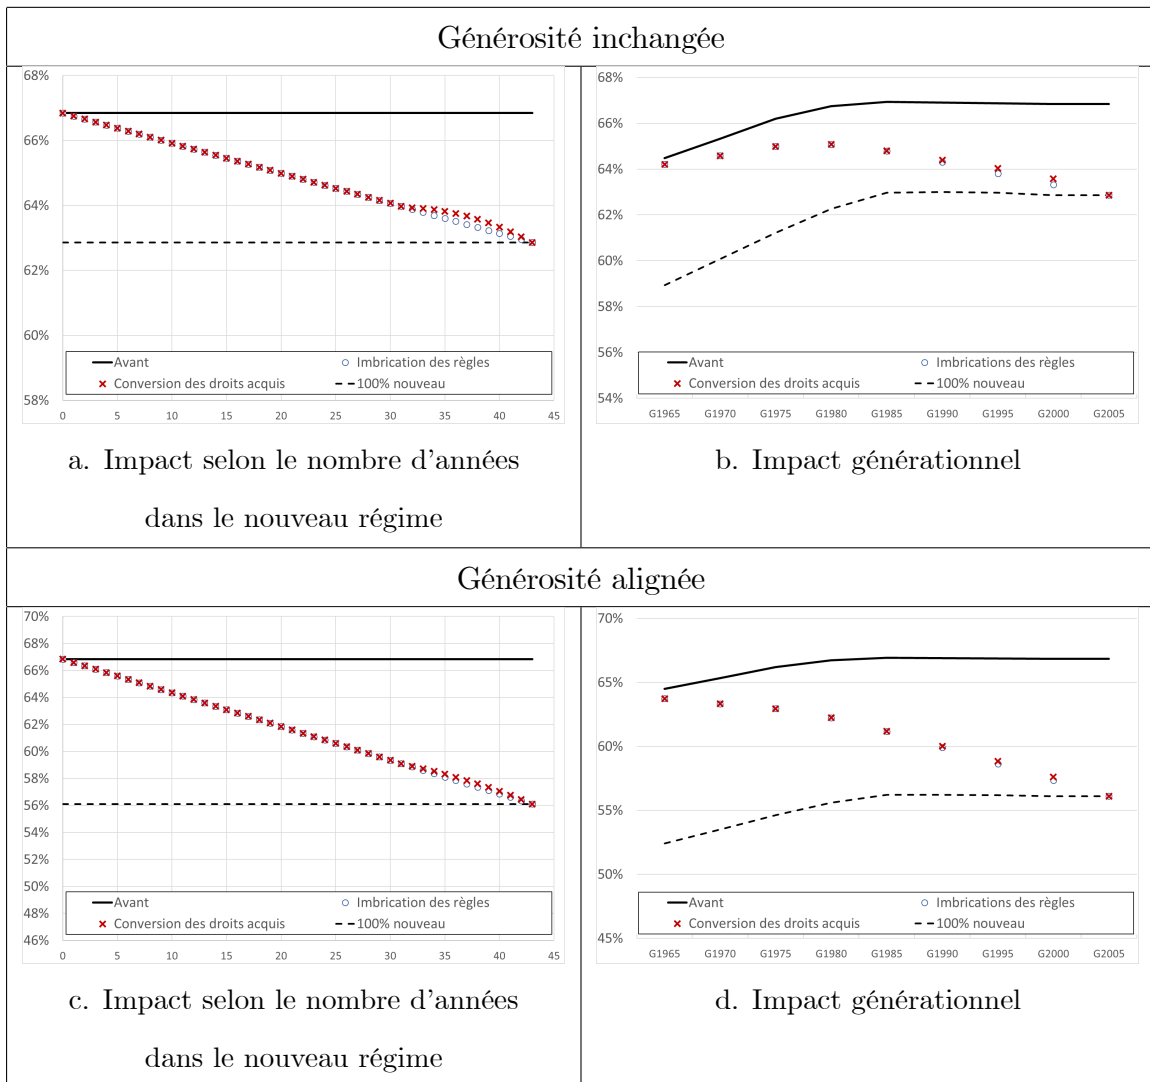 Générosité inchangée
68%
66%
64%
62%
60%
58%
0 5 10 15 20 25 30 35 40 45
Avant
Imbrication des règles
Conversion des droits acquis
100% nouveau
a. Impact selon le nombre d'années
dans le nouveau régime
68%
66%
64%
62%
60%
58%
56%
54%
G1965 G1970 G1975 G1980 G1985 G1990 G1995 G2000 G2005
Avant
Imbrications des règles
Conversion des droits acquis
100% nouveau
b. Impact générationnel
Générosité alignée
70%
68%
66%
64%
62%
60%
58%
56%
54%
52%
50%
48%
46%
0 5 10 15 20 25 30 35 40 45
Avant
Imbrication des règles
Conversion des droits acquis
100% nouveau
c. Impact selon le nombre d'années
dans le nouveau régime
70%
65%
60%
55%
50%
45%
G1965 G1970 G1975 G1980 G1985 G1990 G1995 G2000 G2005
Avant
Imbrications des règles
Conversion des droits acquis
100% nouveau
d. Impact générationnel